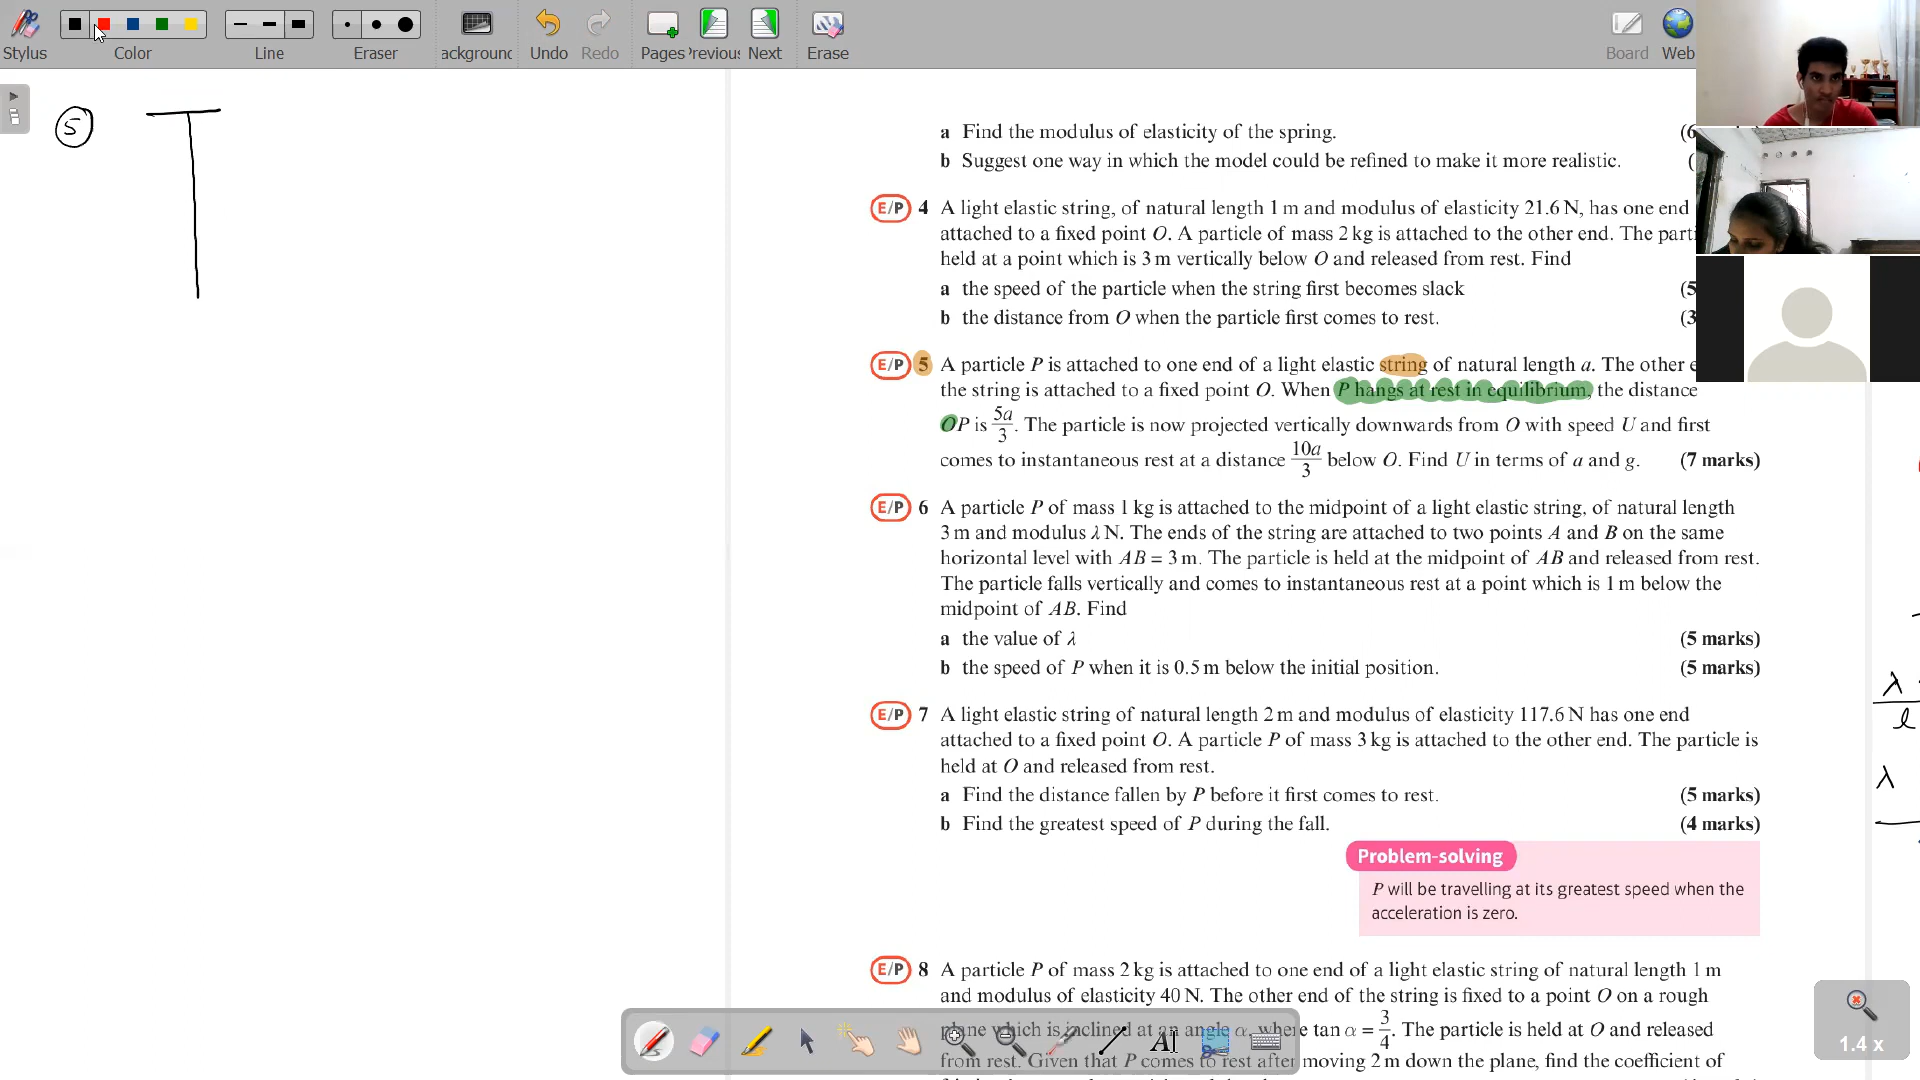 Stylus
Color
Line
Eraser
ackground
Undo
Redo
Pages
Previous
Next
Erase
Board
Web
5
a Find the modulus of elasticity of the spring. (6
b Suggest one way in which the model could be refined to make it more realistic. (
E/P 4 A light elastic string, of natural length 1 m and modulus of elasticity 21.6 N, has one end
attached to a fixed point O. A particle of mass 2 kg is attached to the other end. The parti
held at a point which is 3 m vertically below O and released from rest. Find
a the speed of the particle when the string first becomes slack (5
b the distance from O when the particle first comes to rest. (3
E/P 5 A particle P is attached to one end of a light elastic string of natural length a. The other e
the string is attached to a fixed point O. When P hangs at rest in equilibrium, the distance
OP is 5a/3. The particle is now projected vertically downwards from O with speed U and first
comes to instantaneous rest at a distance 10a/3 below O. Find U in terms of a and g. (7 marks)
E/P 6 A particle P of mass 1 kg is attached to the midpoint of a light elastic string, of natural length
3 m and modulus λ N. The ends of the string are attached to two points A and B on the same
horizontal level with AB = 3 m. The particle is held at the midpoint of AB and released from rest.
The particle falls vertically and comes to instantaneous rest at a point which is 1 m below the
midpoint of AB. Find
a the value of λ (5 marks)
b the speed of P when it is 0.5 m below the initial position. (5 marks)
E/P 7 A light elastic string of natural length 2 m and modulus of elasticity 117.6 N has one end
attached to a fixed point O. A particle P of mass 3 kg is attached to the other end. The particle is
held at O and released from rest.
a Find the distance fallen by P before it first comes to rest. (5 marks)
b Find the greatest speed of P during the fall. (4 marks)
Problem-solving
P will be travelling at its greatest speed when the
acceleration is zero.
E/P 8 A particle P of mass 2 kg is attached to one end of a light elastic string of natural length 1 m
and modulus of elasticity 40 N. The other end of the string is fixed to a point O on a rough
plane which is inclined at an angle α, where tan α = 3/4. The particle is held at O and released
from rest. Given that P comes to rest after moving 2 m down the plane, find the coefficient of
λ
l
λ
1.4 x